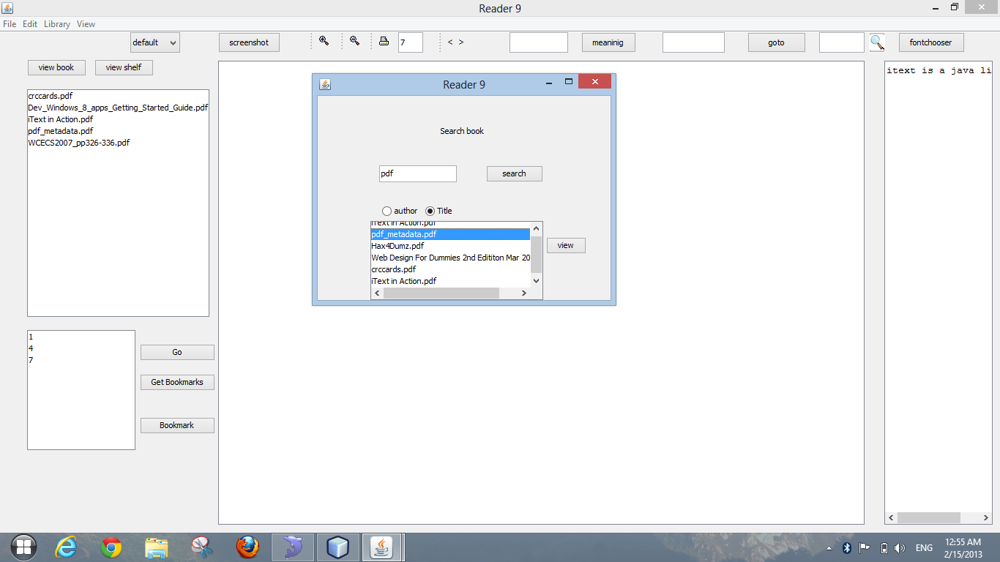 Reader 9
File Edit Library View
default
screenshot
7
< >
meaninig
goto
fontchooser
view book
view shelf
crccards.pdf
Dev_Windows_8_apps_Getting_Started_Guide.pdf
iText in Action.pdf
pdf_metadata.pdf
WCECS2007_pp326-336.pdf
1
4
7
Go
Get Bookmarks
Bookmark
Reader 9
Search book
pdf
search
author
Title
iText in Action.pdf
pdf_metadata.pdf
Hax4Dumz.pdf
Web Design For Dummies 2nd Edititon Mar 20
crccards.pdf
iText in Action.pdf
view
itext is a java li
ENG
12:55 AM
2/15/2013